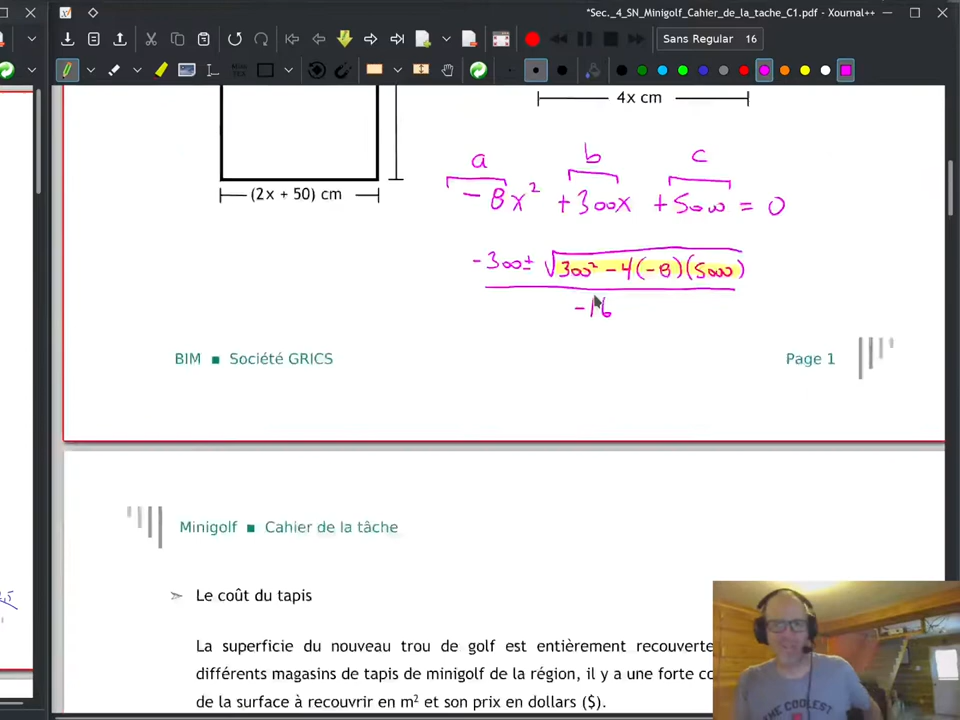 *Sec._4_SN_Minigolf_Cahier_de_la_tache_C1.pdf - Xournal++
Sans Regular 16
4x cm
(2x + 50) cm
a b c
-8x² +300x +5000 = 0
-300± √300² -4(-8)(5000)
-16
BIM ■ Société GRICS
Page 1
Minigolf ■ Cahier de la tâche
➢ Le coût du tapis
La superficie du nouveau trou de golf est entièrement recouverte
différents magasins de tapis de minigolf de la région, il y a une forte
de la surface à recouvrir en m² et son prix en dollars ($).
THE COOLEST